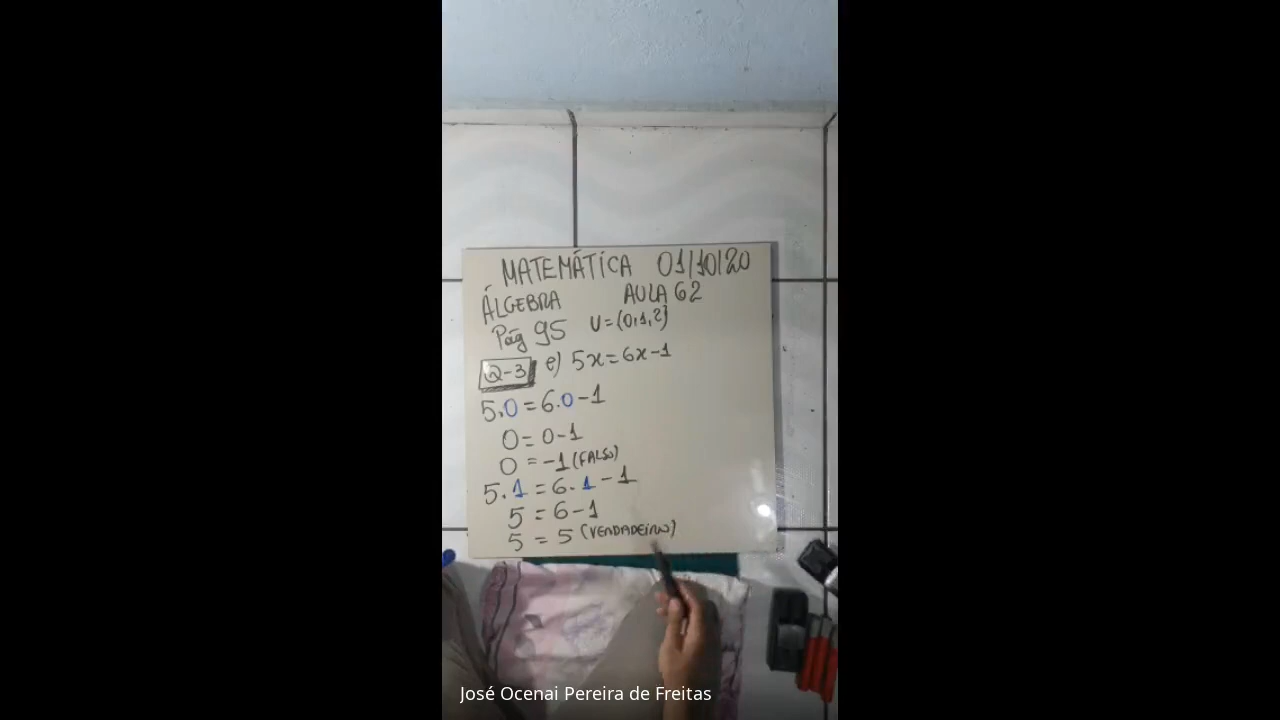 MATEMÁTICA 01/10/20
ÁLGEBRA AULA 62
Pág 95 U={0,1,2}
Q-3 e) 5x=6x-1
5.0=6.0-1
0=0-1
0=-1(FALSO)
5.1=6.1-1
5=6-1
5=5(VERDADEIRO)
José Ocenai Pereira de Freitas